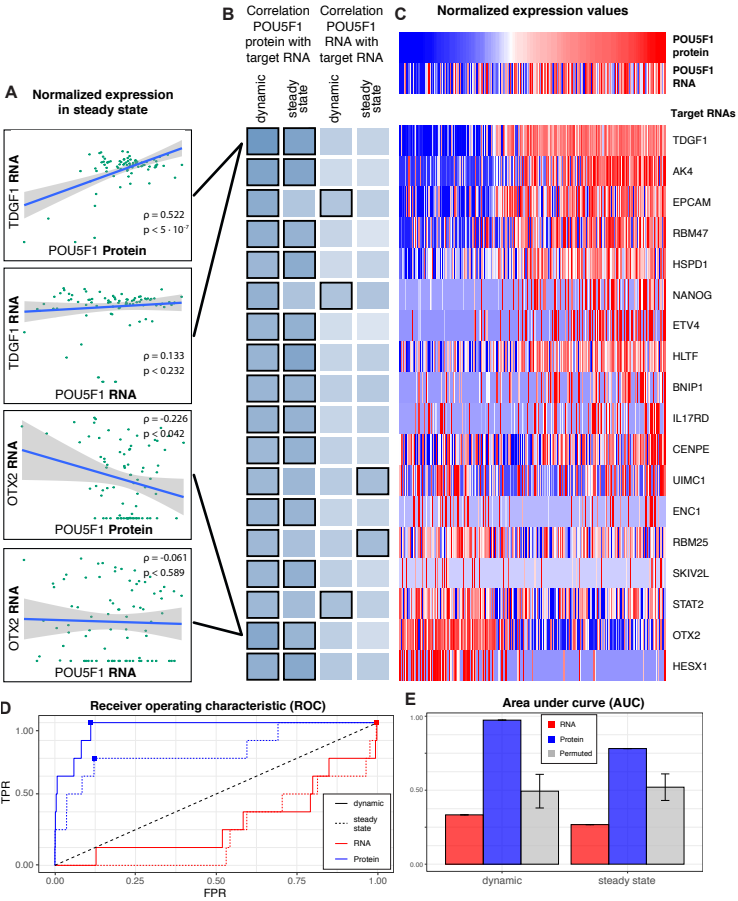 A
Normalized expression
in steady state
TDGF1 RNA
ρ = 0.522
p < 5 · 10-7
POU5F1 Protein
TDGF1 RNA
ρ = 0.133
p < 0.232
POU5F1 RNA
OTX2 RNA
ρ = -0.226
p < 0.042
POU5F1 Protein
OTX2 RNA
ρ = -0.061
p < 0.589
POU5F1 RNA
B
Correlation
POU5F1
protein with
target RNA
Correlation
POU5F1
RNA with
target RNA
dynamic
steady
state
dynamic
steady
state
C
Normalized expression values
POU5F1
protein
POU5F1
RNA
Target RNAs
TDGF1
AK4
EPCAM
RBM47
HSPD1
NANOG
ETV4
HLTF
BNIP1
IL17RD
CENPE
UIMC1
ENC1
RBM25
SKIV2L
STAT2
OTX2
HESX1
D
Receiver operating characteristic (ROC)
TPR
1.00
0.50
0.00
0.00
0.25
0.50
0.75
1.00
FPR
dynamic
steady
state
RNA
Protein
E
Area under curve (AUC)
1.00
0.50
0.00
RNA
Protein
Permuted
dynamic
steady state